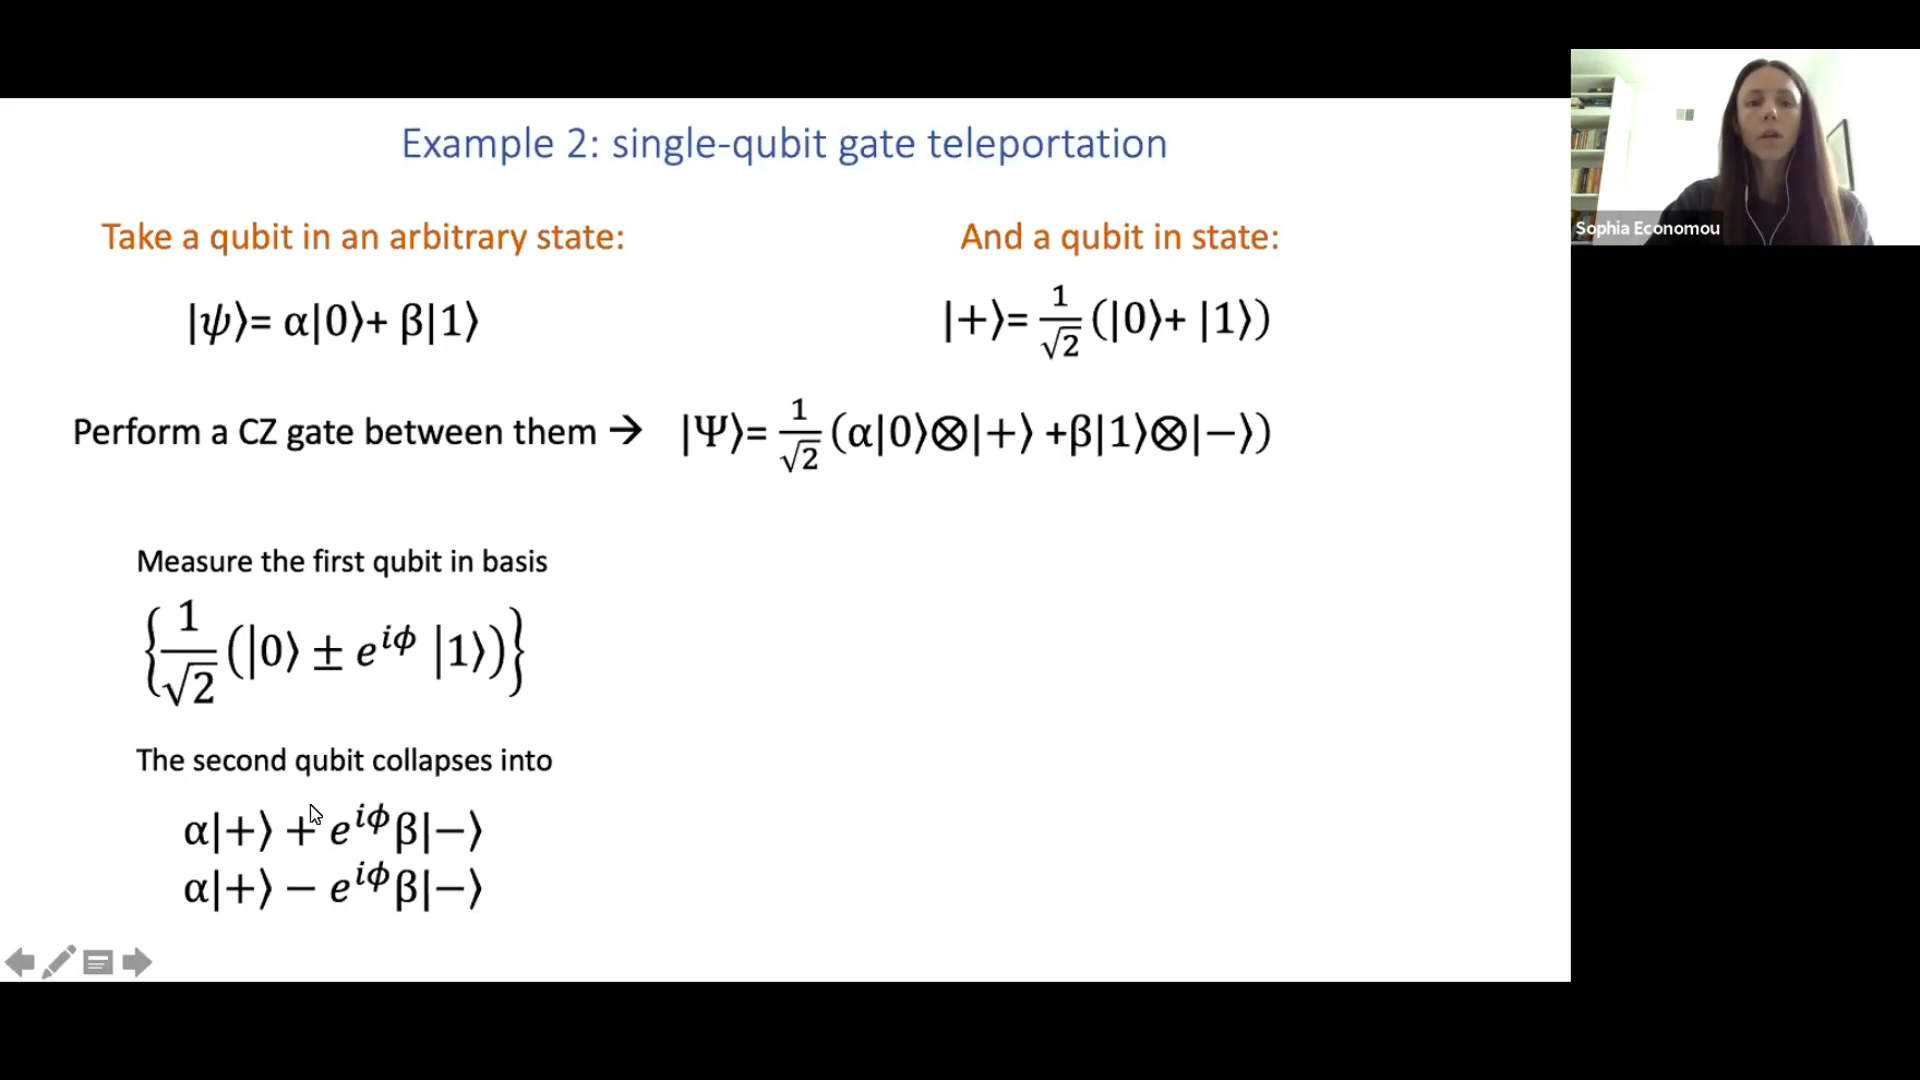 Example 2: single-qubit gate teleportation
Take a qubit in an arbitrary state:
And a qubit in state:
|ψ⟩= α|0⟩+ β|1⟩
|+⟩= 1/√2 (|0⟩+ |1⟩)
Perform a CZ gate between them → |Ψ⟩= 1/√2 (α|0⟩⊗|+⟩ +β|1⟩⊗|−⟩)
Measure the first qubit in basis
{1/√2 (|0⟩ ± e^{iϕ} |1⟩)}
The second qubit collapses into
α|+⟩ + e^{iϕ}β|−⟩
α|+⟩ − e^{iϕ}β|−⟩
Sophia Economou